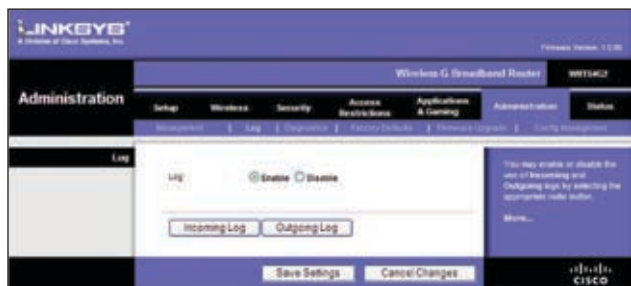 LINKSYS®
A Division of Cisco Systems, Inc.
Firmware Version: 1.0.00
Wireless-G Broadband Router WRT54G2
Administration
Setup Wireless Security Access Restrictions Applications & Gaming Administration Status
Management | Log | Diagnostics | Factory Defaults | Firmware Upgrade | Config Management
Log
Log Enable Disable
You may enable or disable the
use of Incoming and
Outgoing logs by selecting the
appropriate radio button.
More...
Incoming Log Outgoing Log
Save Settings Cancel Changes
CISCO